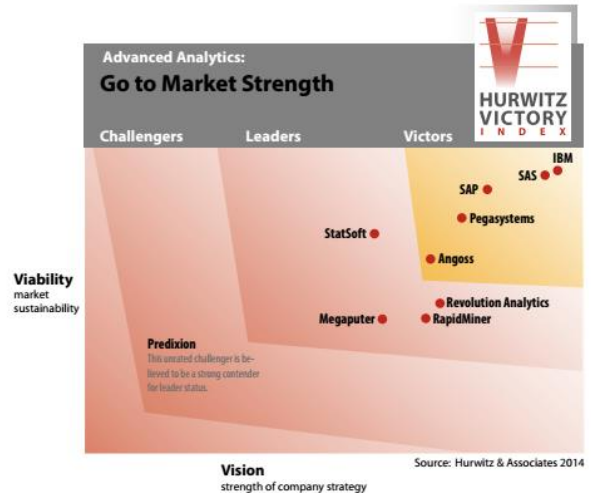 Advanced Analytics:
Go to Market Strength
HURWITZ
VICTORY
INDEX
Challengers
Leaders
Victors
IBM
SAS
SAP
Pegasystems
StatSoft
Angoss
Viability
market
sustainability
Revolution Analytics
Megaputer
RapidMiner
Predixion
This unrated challenger is be-
lieved to be a strong contender
for leader status.
Source: Hurwitz & Associates 2014
Vision
strength of company strategy